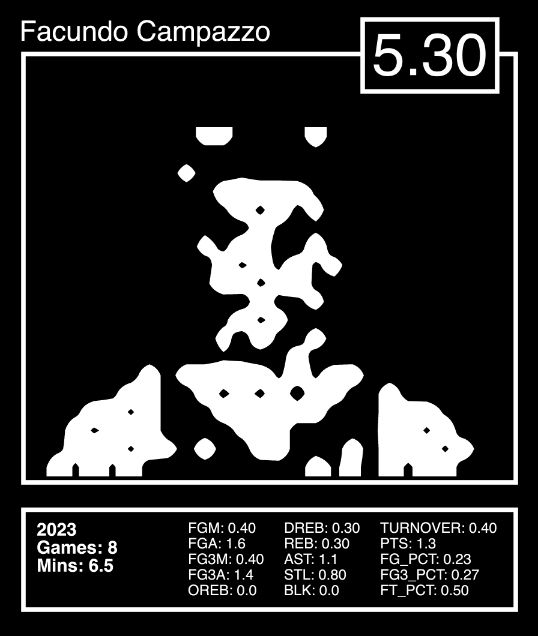 Facundo Campazzo
5.30
2023
Games: 8
Mins: 6.5
FGM: 0.40
FGA: 1.6
FG3M: 0.40
FG3A: 1.4
OREB: 0.0
DREB: 0.30
REB: 0.30
AST: 1.1
STL: 0.80
BLK: 0.0
TURNOVER: 0.40
PTS: 1.3
FG_PCT: 0.23
FG3_PCT: 0.27
FT_PCT: 0.50